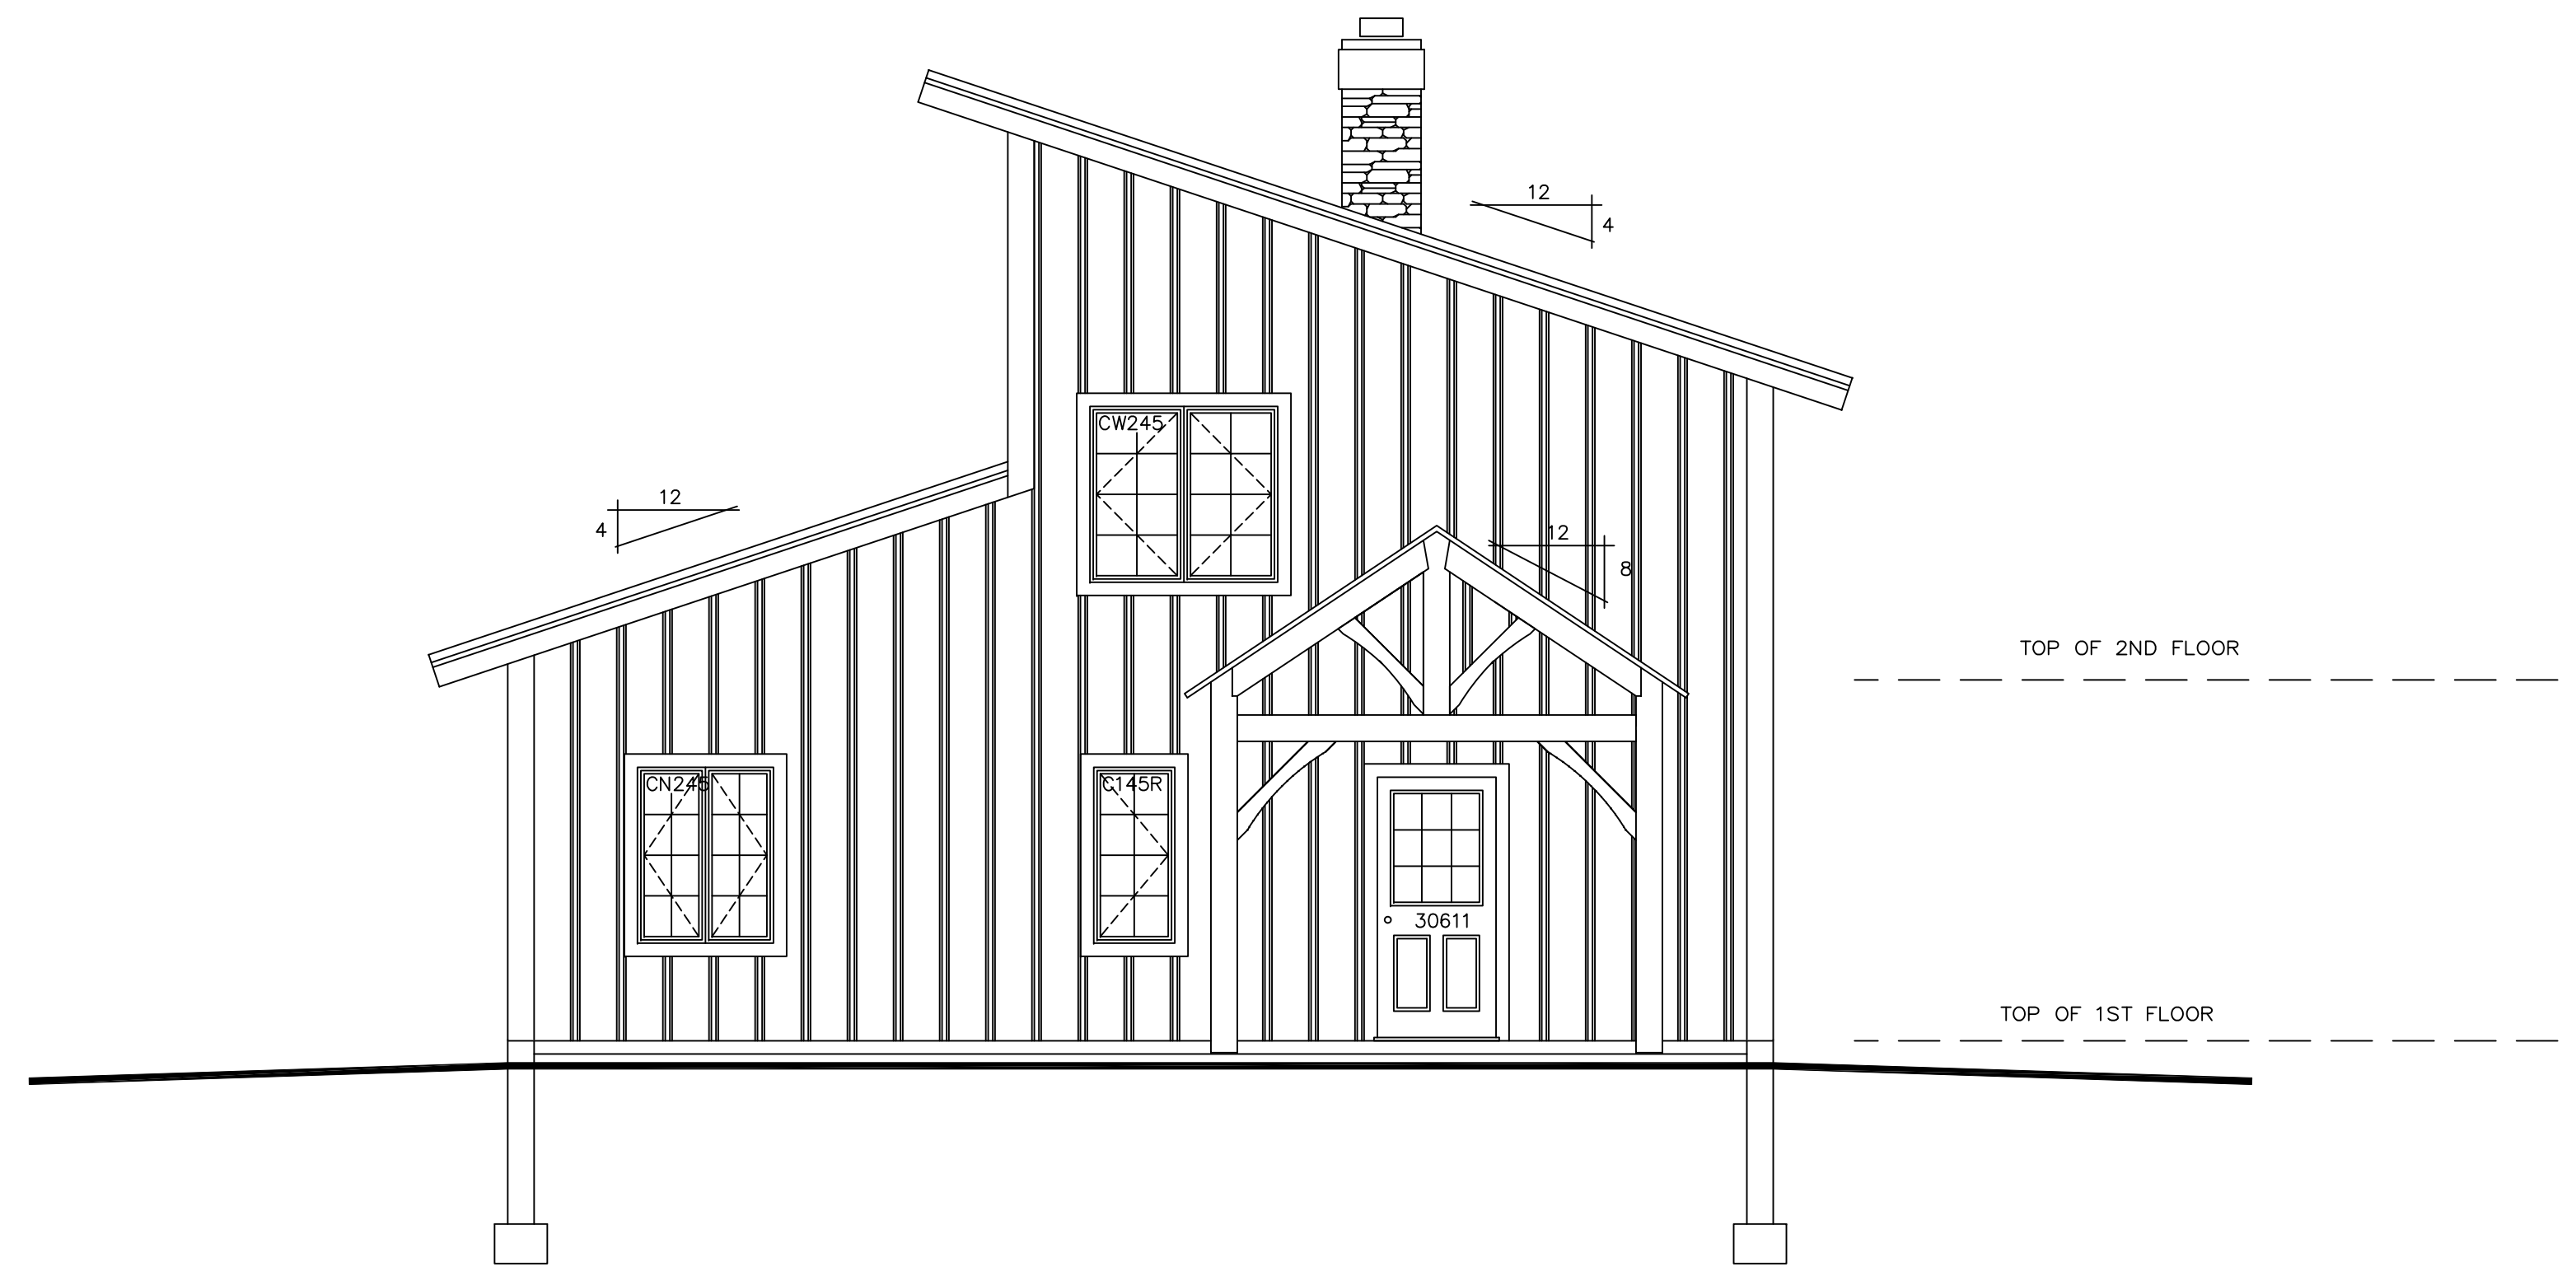 12
4
CW245
12
4
12
8
TOP OF 2ND FLOOR
CN245
C145R
30611
TOP OF 1ST FLOOR